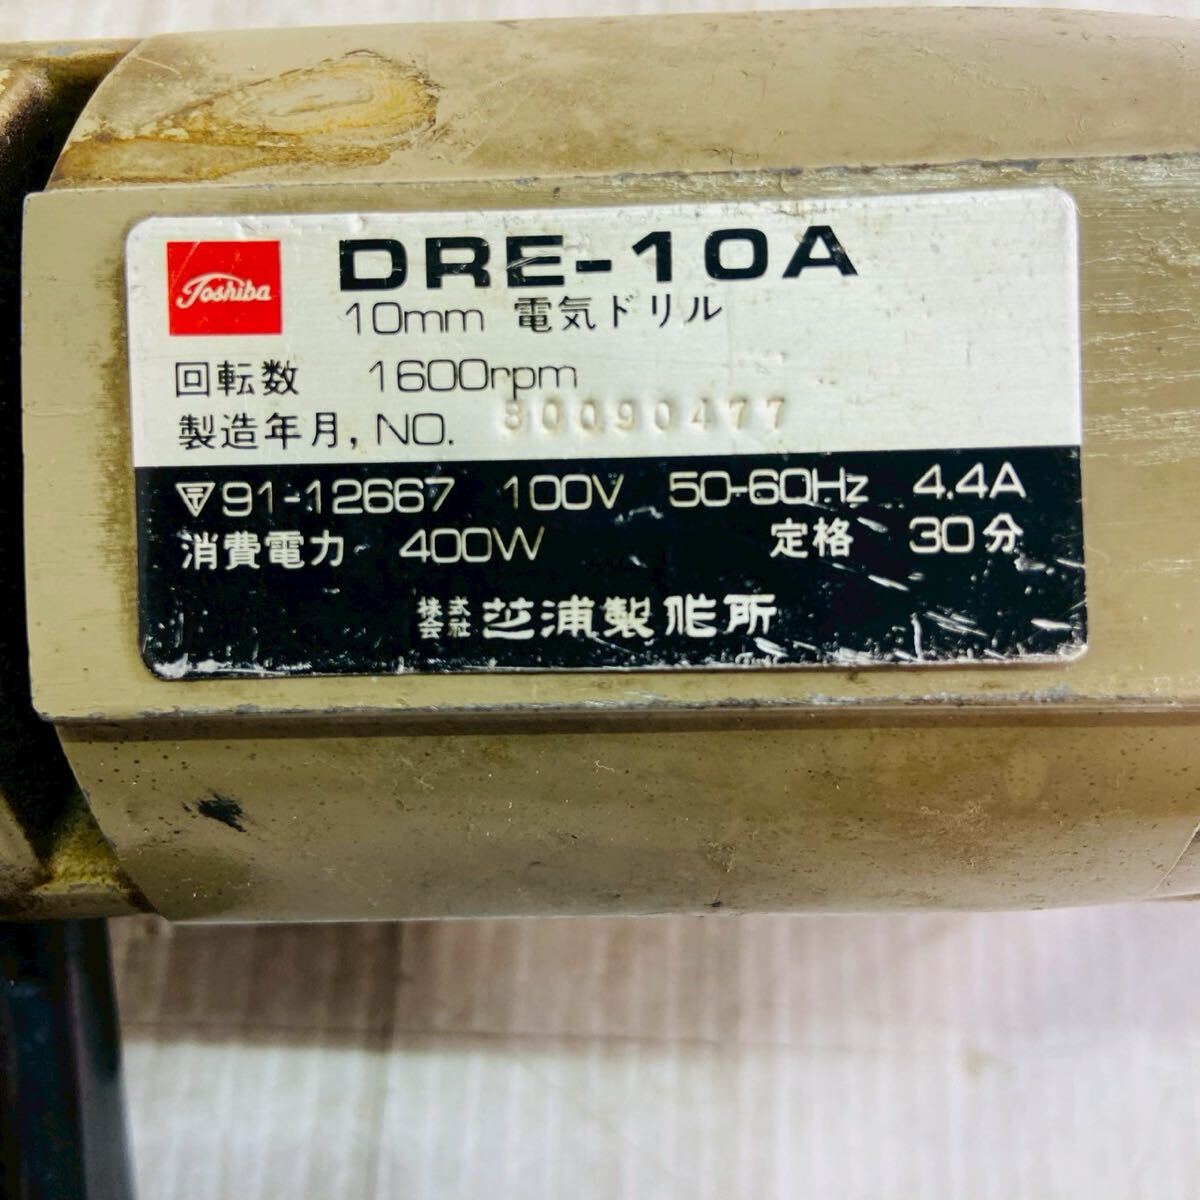 Toshiba
DRE-10A
10mm 電気ドリル
回転数 1600rpm
製造年月, NO. 80090477
〒91-12667 100V 50-60Hz 4.4A
消費電力 400W 定格 30分
株式会社 芝浦製作所